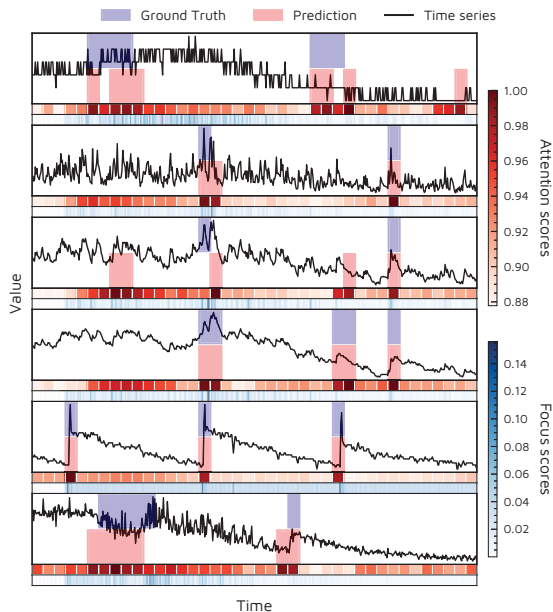 Ground Truth Prediction Time series
Value
1.00
0.98
0.96
0.94
0.92
0.90
0.88
Attention scores
0.14
0.12
0.10
0.08
0.06
0.04
0.02
Focus scores
Time